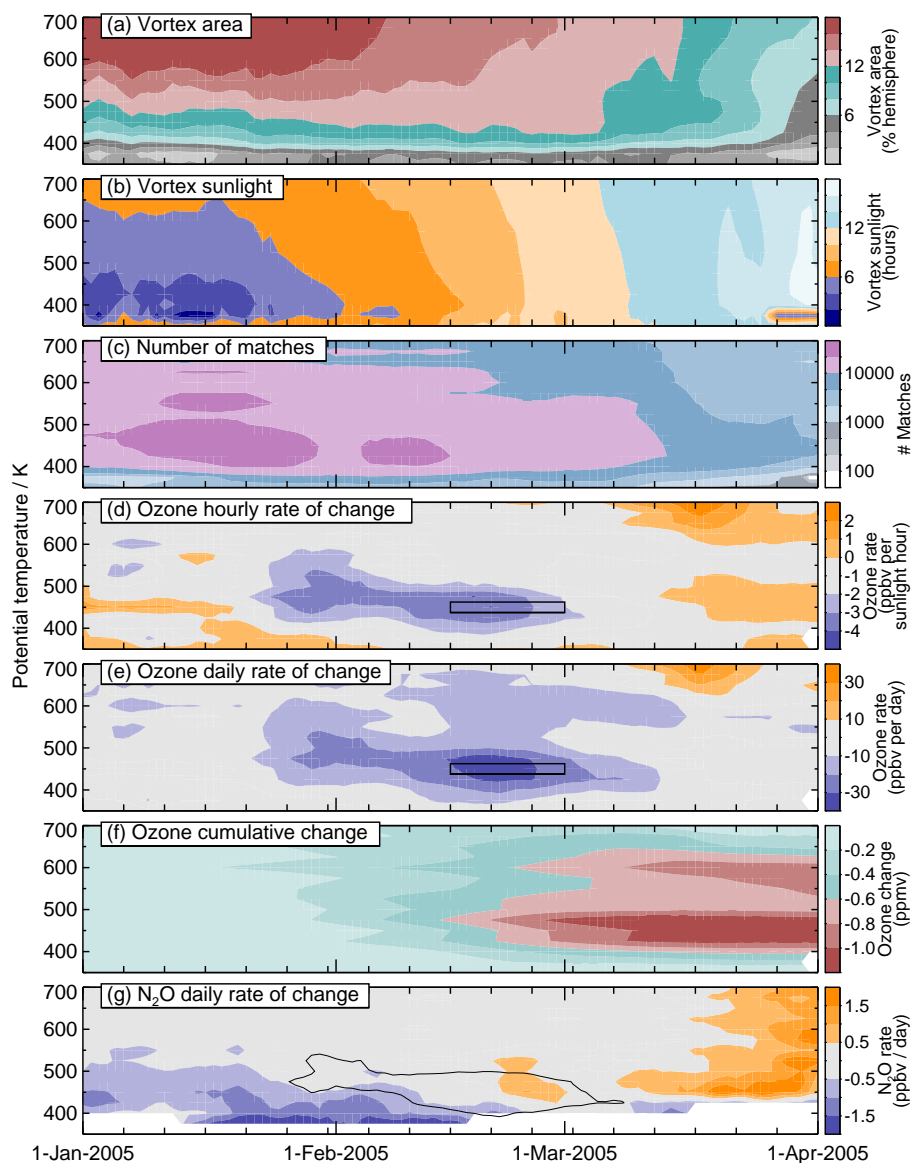 Potential temperature / K
(a) Vortex area
700
600
500
400
12
6
Vortex area
(% hemisphere)
(b) Vortex sunlight
700
600
500
400
12
6
Vortex sunlight
(hours)
(c) Number of matches
700
600
500
400
10000
1000
100
# Matches
(d) Ozone hourly rate of change
700
600
500
400
2
1
0
-1
-2
-3
-4
Ozone rate
(ppbv per
sunlight hour)
(e) Ozone daily rate of change
700
600
500
400
30
10
-10
-30
Ozone rate
(ppbv per day)
(f) Ozone cumulative change
700
600
500
400
-0.2
-0.4
-0.6
-0.8
-1.0
Ozone change
(ppmv)
(g) N₂O daily rate of change
700
600
500
400
1.5
0.5
-0.5
-1.5
N₂O rate
(ppbv / day)
1-Jan-2005 1-Feb-2005 1-Mar-2005 1-Apr-2005